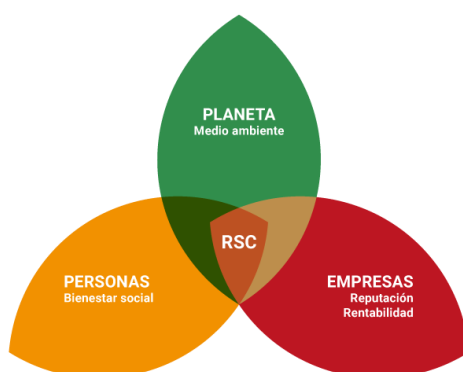 PLANETA
Medio ambiente
RSC
PERSONAS
Bienestar social
EMPRESAS
Reputación
Rentabilidad